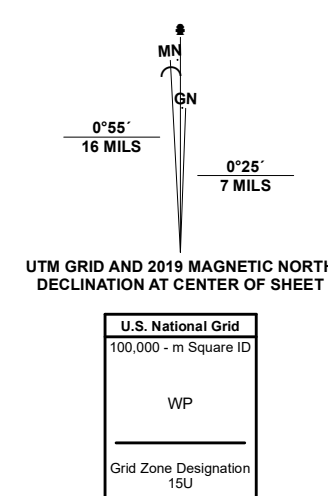 MN
GN
0°55´
16 MILS
0°25´
7 MILS
UTM GRID AND 2019 MAGNETIC NORTH
DECLINATION AT CENTER OF SHEET
U.S. National Grid
100,000 - m Square ID
WP
Grid Zone Designation
15U